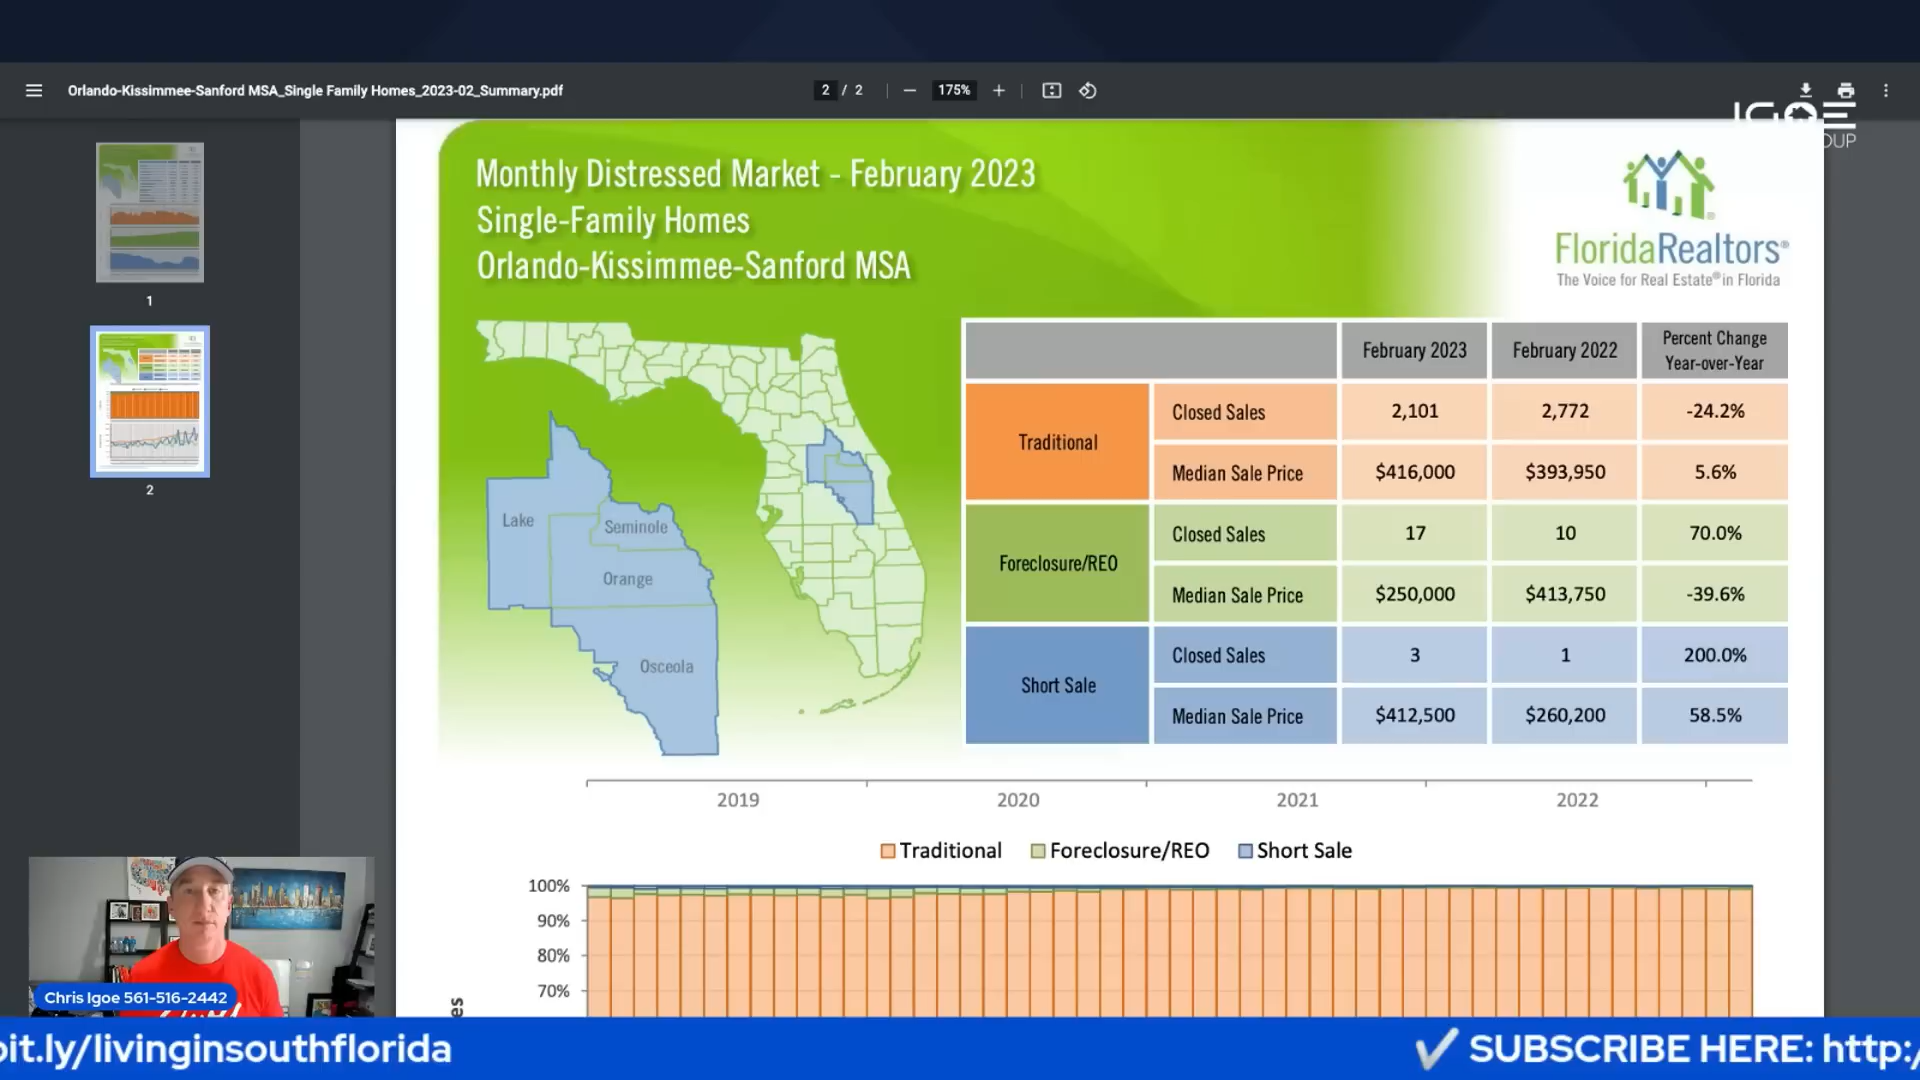 Orlando-Kissimmee-Sanford MSA_Single Family Homes_2023-02_Summary.pdf
2 / 2
175%
IGOE
OUP
1
2
Monthly Distressed Market - February 2023
Single-Family Homes
Orlando-Kissimmee-Sanford MSA
FloridaRealtors®
The Voice for Real Estate® in Florida
Lake
Seminole
Orange
Osceola
February 2023 February 2022 Percent Change Year-over-Year
Traditional
Closed Sales 2,101 2,772 -24.2%
Median Sale Price $416,000 $393,950 5.6%
Foreclosure/REO
Closed Sales 17 10 70.0%
Median Sale Price $250,000 $413,750 -39.6%
Short Sale
Closed Sales 3 1 200.0%
Median Sale Price $412,500 $260,200 58.5%
2019 2020 2021 2022
Traditional Foreclosure/REO Short Sale
100%
90%
80%
70%
es
Chris Igoe 561-516-2442
bit.ly/livinginsouthflorida
✓ SUBSCRIBE HERE: http:/